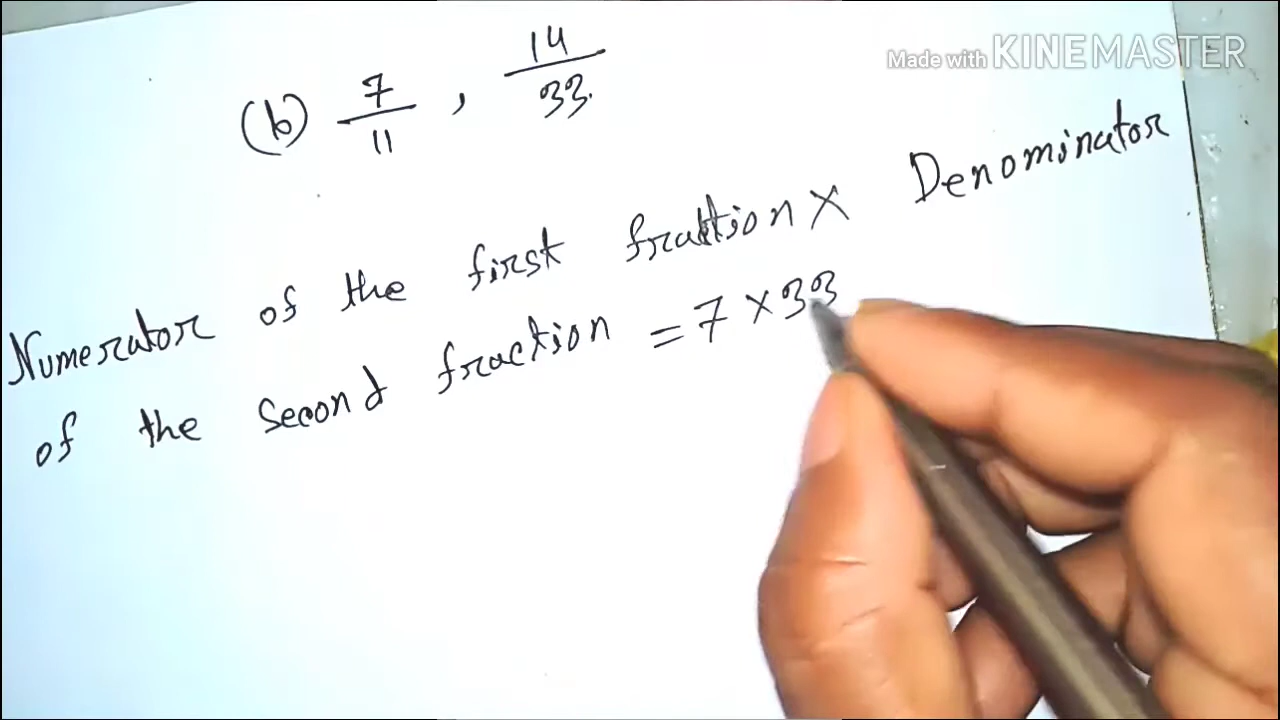 Made with KINEMASTER
(b) 7/11 , 14/33.
Numerator of the first fraction × Denominator
of the second fraction = 7 × 33